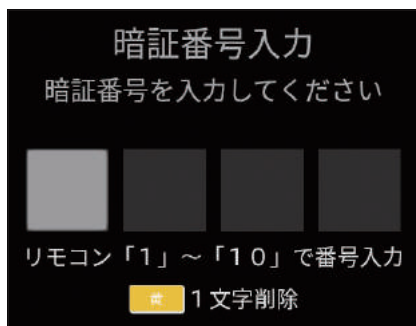 暗証番号入力
暗証番号を入力してください
リモコン「１」～「１０」で番号入力
黄 １文字削除